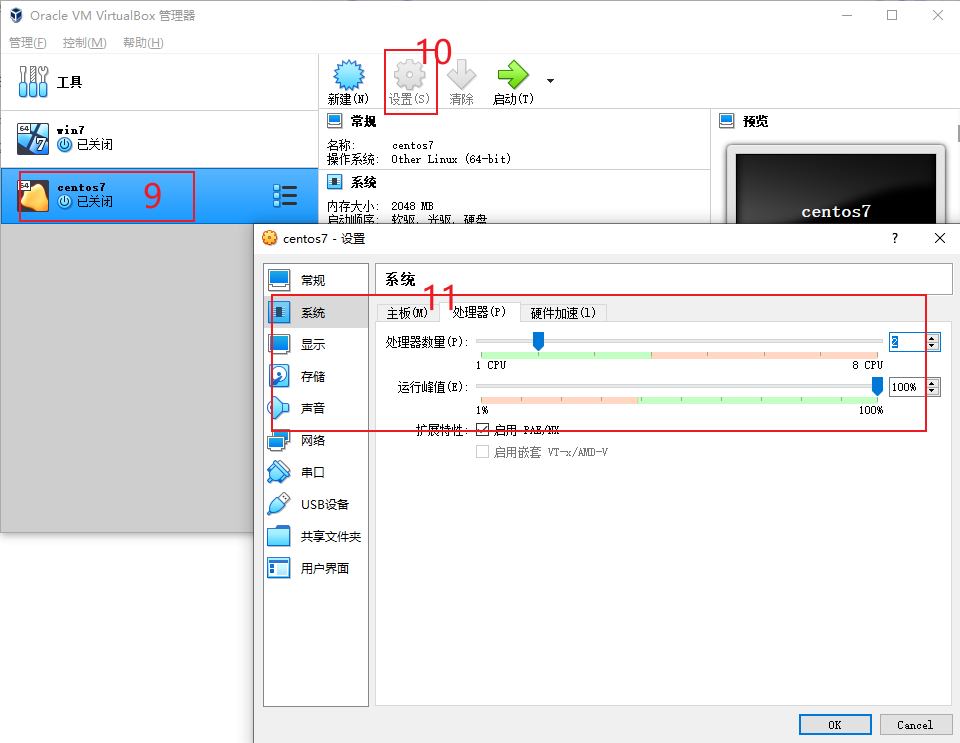 Oracle VM VirtualBox 管理器
管理(F) 控制(M) 帮助(H)
工具
新建(N) 设置(S) 清除 启动(T)
10
64
win7
已关闭
64
centos7
已关闭
9
常规
名称: centos7
操作系统: Other Linux (64-bit)
系统
内存大小: 2048 MB
启动顺序: 软驱, 光驱, 硬盘
预览
centos7
centos7 - 设置
?
常规
系统
显示
存储
声音
网络
串口
USB设备
共享文件夹
用户界面
系统
11
主板(M) 处理器(P) 硬件加速(l)
处理器数量(P): 2
1 CPU 8 CPU
运行峰值(E): 100%
1% 100%
扩展特性: 启用 PAE/NX
启用嵌套 VT-x/AMD-V
OK Cancel